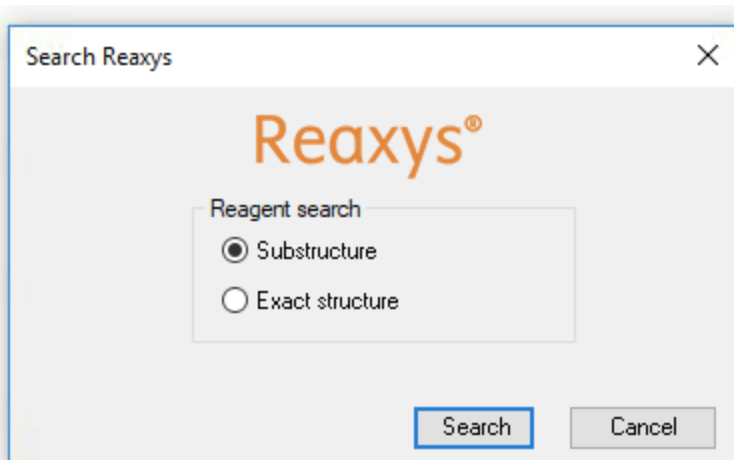 Search Reaxys
Reaxys®
Reagent search
Substructure
Exact structure
Search Cancel